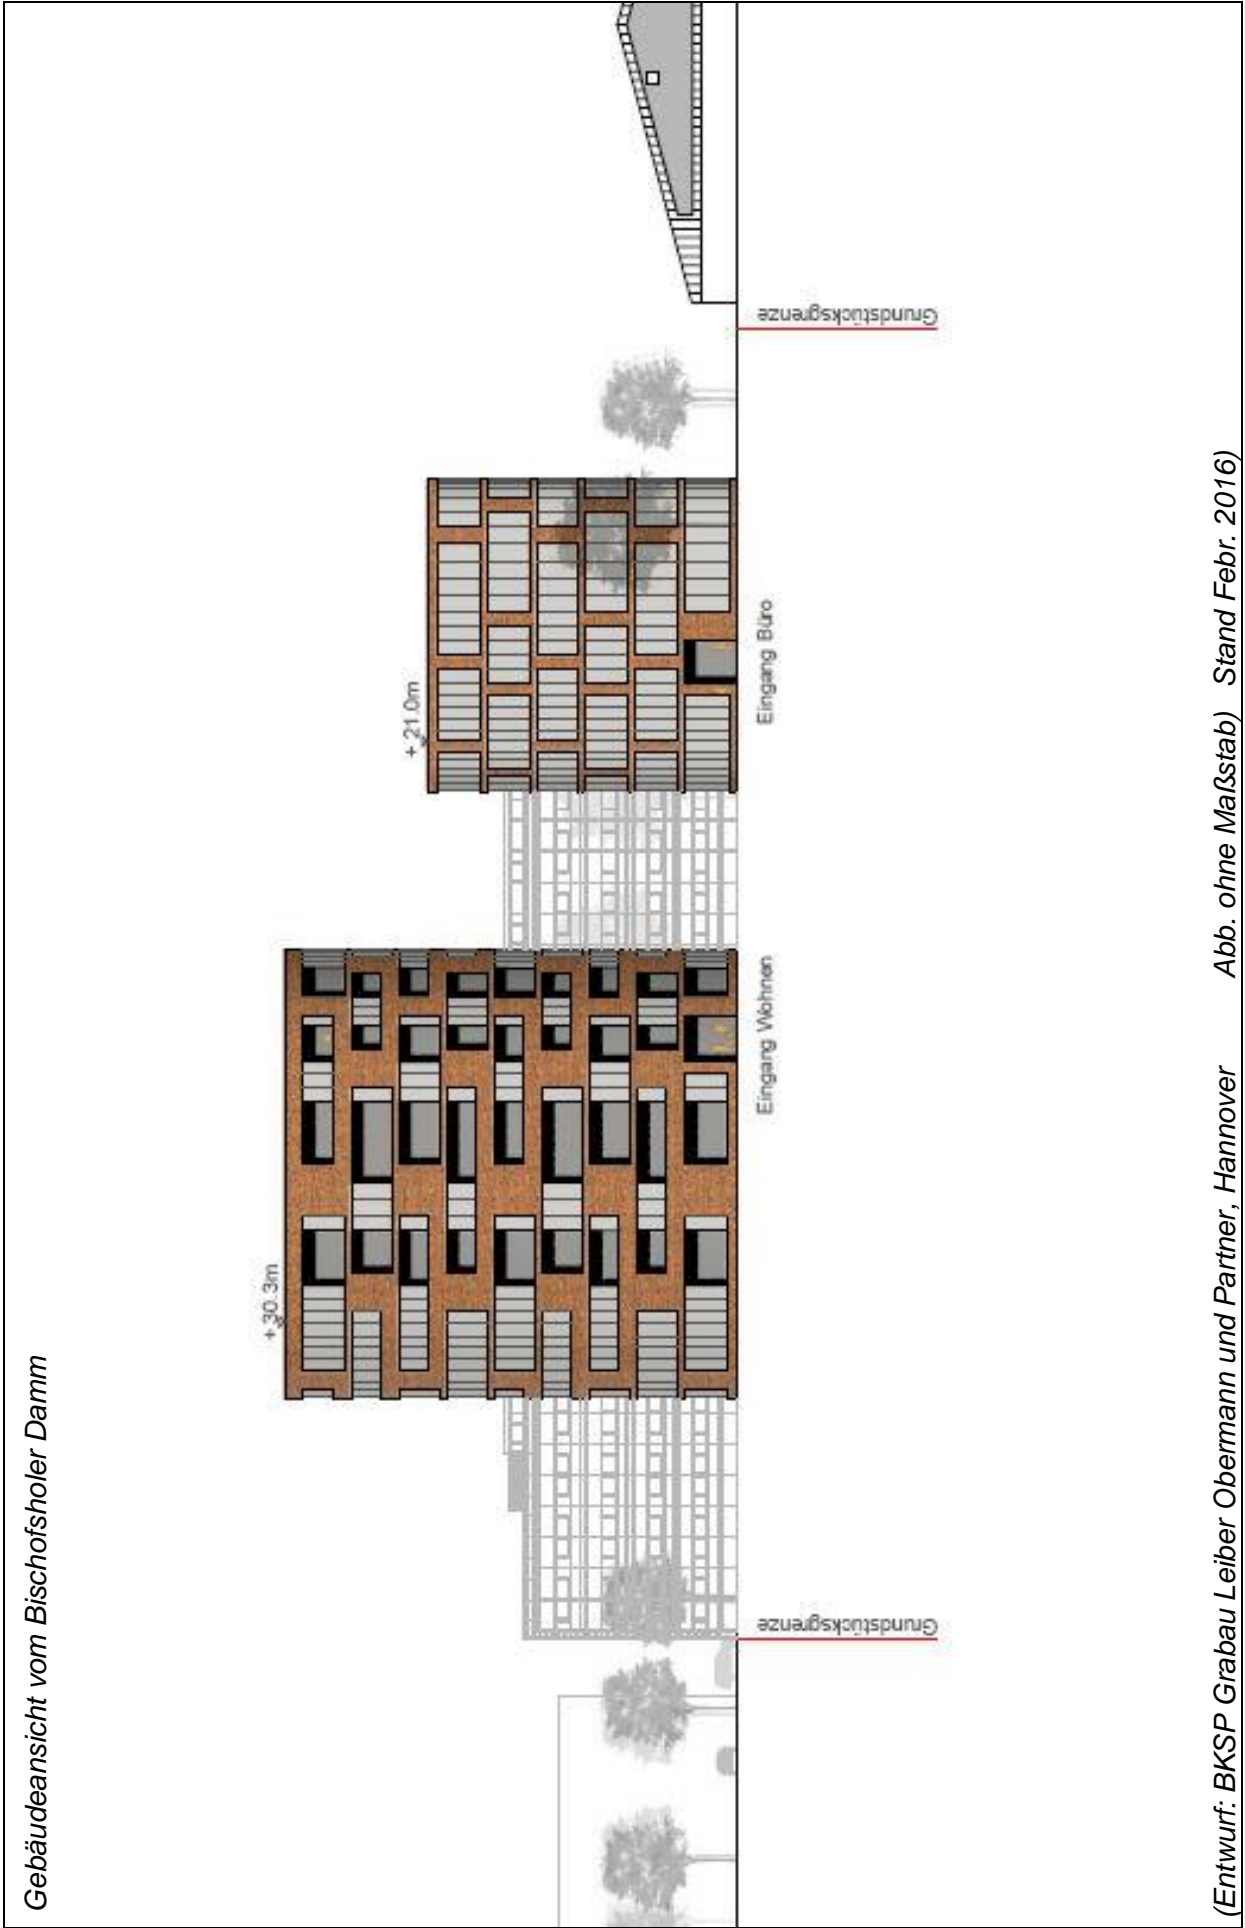 Gebäudeansicht vom Bischofsholer Damm
+30.3m
+21.0m
Eingang Wohnen
Eingang Büro
Grundstücksgrenze
Grundstücksgrenze
(Entwurf: BKSP Grabau Leiber Obermann und Partner, Hannover Abb. ohne Maßstab) Stand Febr. 2016)